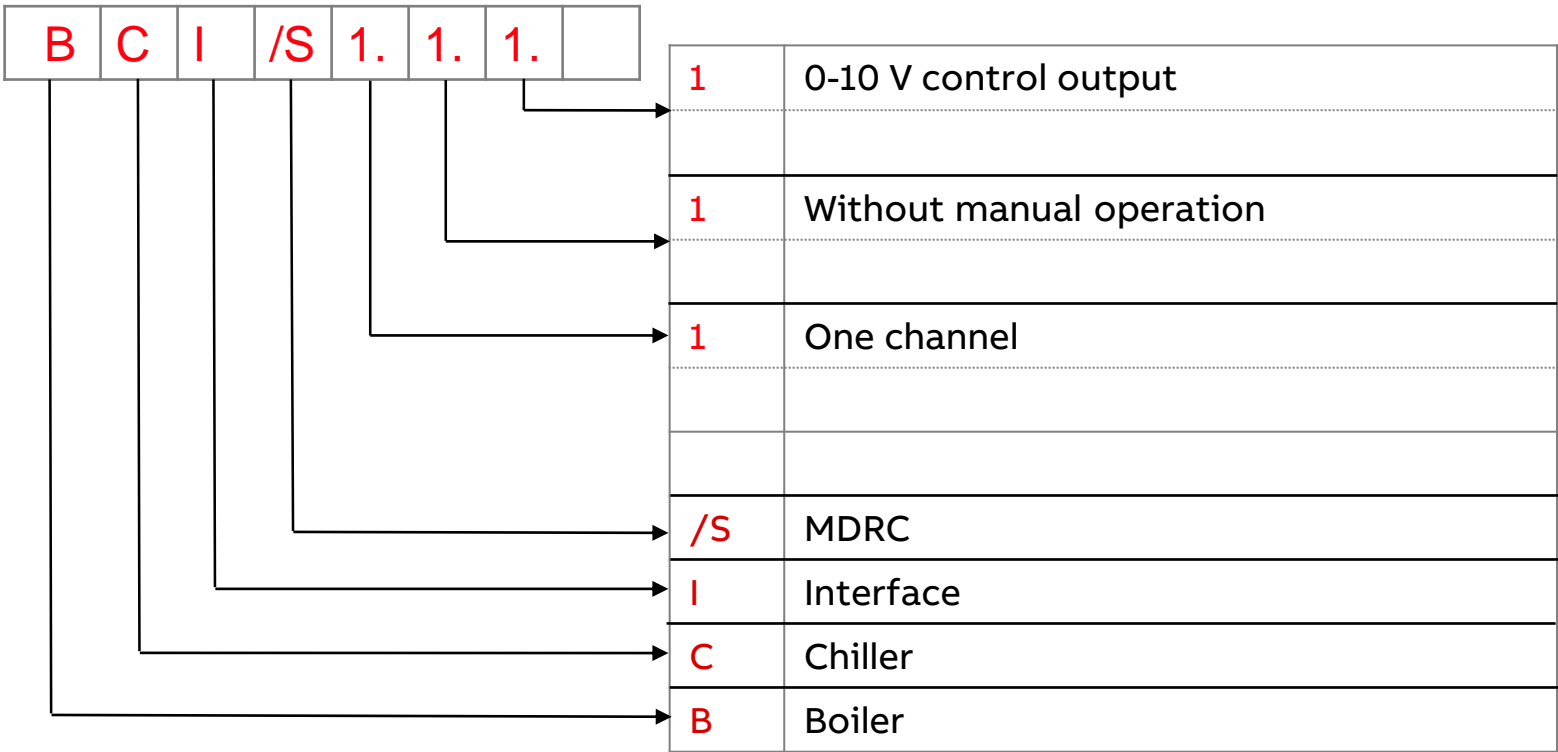 B C I /S 1. 1. 1.
1 0-10 V control output
1 Without manual operation
1 One channel
/S MDRC
I Interface
C Chiller
B Boiler